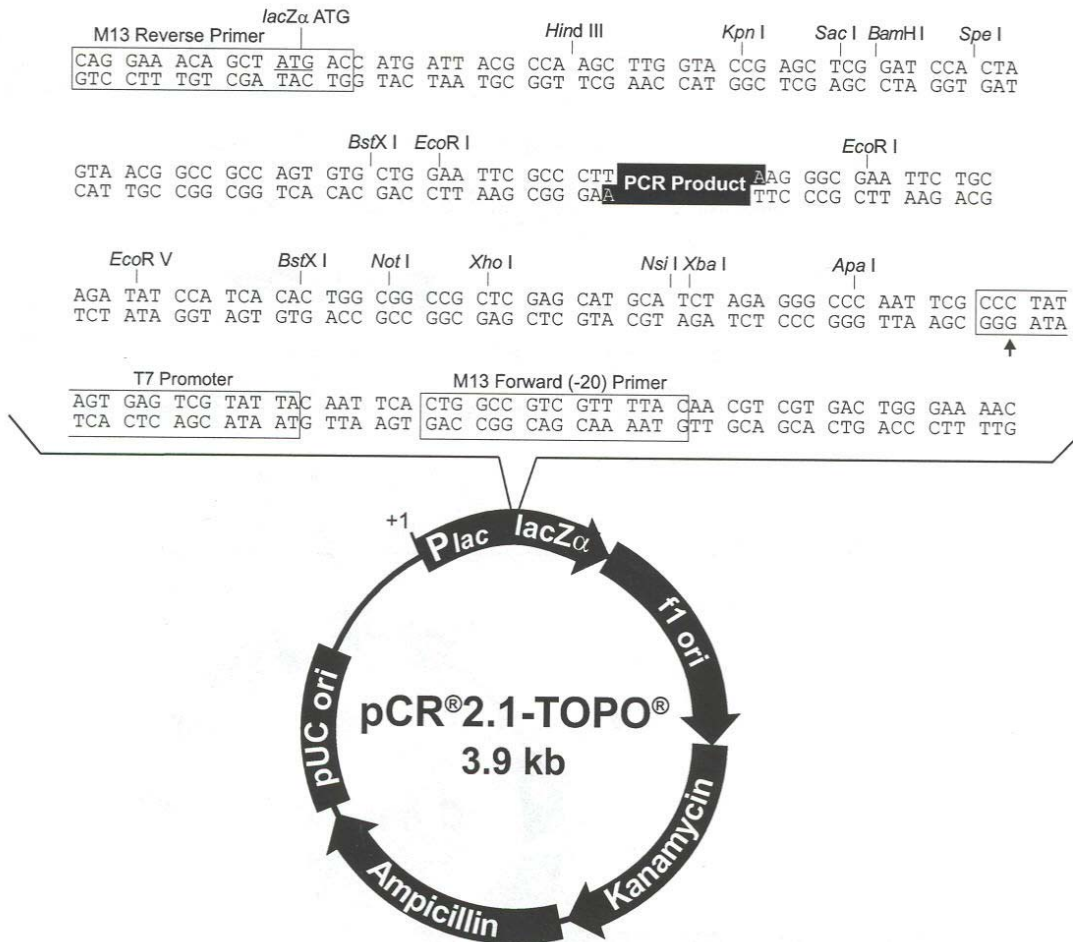 lacZα ATG
M13 Reverse Primer
Hind III Kpn I Sac I BamH I Spe I
CAG GAA ACA GCT ATG ACC ATG ATT ACG CCA AGC TTG GTA CCG AGC TCG GAT CCA CTA
GTC CTT TGT CGA TAC TGG TAC TAA TGC GGT TCG AAC CAT GGC TCG AGC CTA GGT GAT
BstX I EcoR I EcoR I
GTA ACG GCC GCC AGT GTG CTG GAA TTC GCC CTT PCR Product AAG GGC GAA TTC TGC
CAT TGC CGG CGG TCA CAC GAC CTT AAG CGG GAA TTC CCG CTT AAG ACG
EcoR V BstX I Not I Xho I Nsi I Xba I Apa I
AGA TAT CCA TCA CAC TGG CGG CCG CTC GAG CAT GCA TCT AGA GGG CCC AAT TCG CCC TAT
TCT ATA GGT AGT GTG ACC GCC GGC GAG CTC GTA CGT AGA TCT CCC GGG TTA AGC GGG ATA
T7 Promoter M13 Forward (-20) Primer
AGT GAG TCG TAT TAC AAT TCA CTG GCC GTC GTT TTA CAA CGT CGT GAC TGG GAA AAC
TCA CTC AGC ATA ATG TTA AGT GAC CGG CAG CAA AAT GTT GCA GCA CTG ACC CTT TTG
+1
Plac lacZα
f1 ori
Kanamycin
Ampicillin
pUC ori
pCR®2.1-TOPO®
3.9 kb